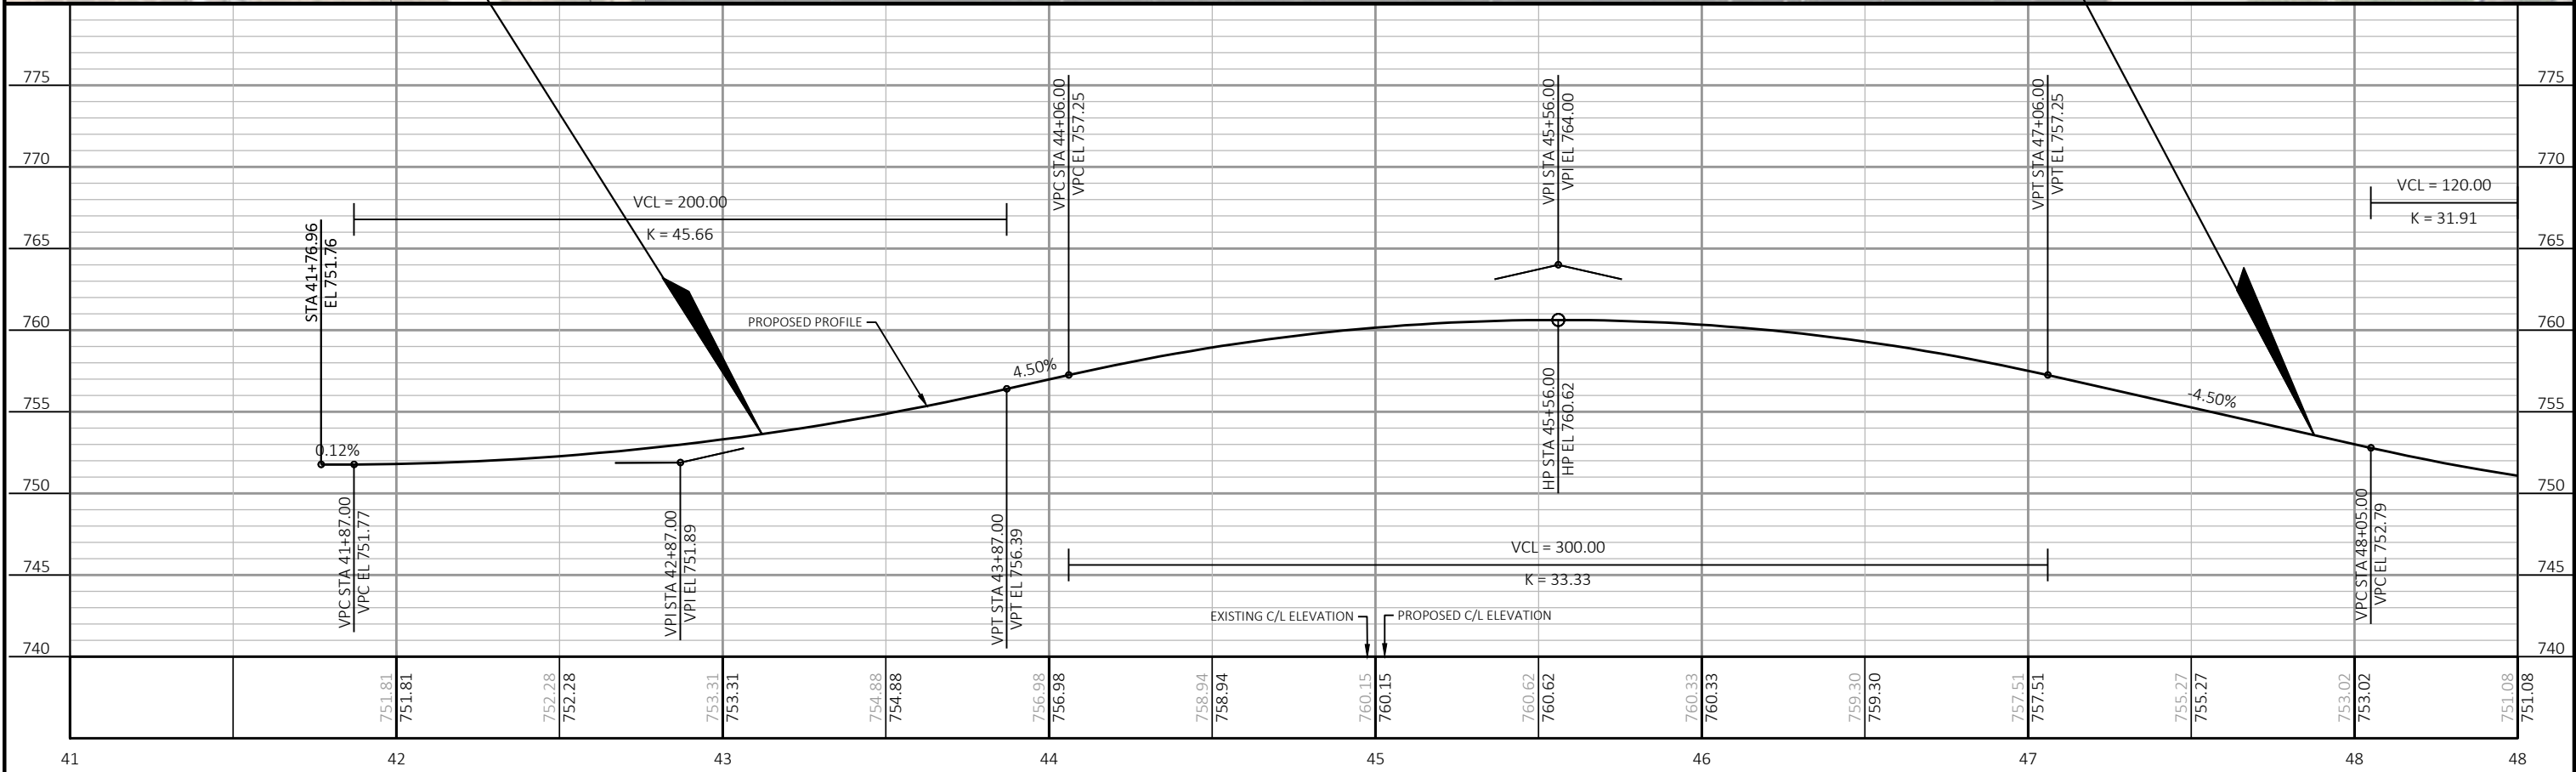 775
770
765
760
755
750
745
740
775
770
765
760
755
750
745
740
STA 41+76.96
EL 751.76
0.12%
VPC STA 41+87.00
VPC EL 751.77
VCL = 200.00
K = 45.66
VPI STA 42+87.00
VPI EL 751.89
PROPOSED PROFILE
VPT STA 43+87.00
VPT EL 756.39
4.50%
VPC STA 44+06.00
VPC EL 757.25
VPI STA 45+56.00
VPI EL 764.00
HP STA 45+56.00
HP EL 760.62
VCL = 300.00
K = 33.33
EXISTING C/L ELEVATION
PROPOSED C/L ELEVATION
VPT STA 47+06.00
VPT EL 757.25
-4.50%
VCL = 120.00
K = 31.91
VPC STA 48+05.00
VPC EL 752.79
751.81
751.81
752.28
752.28
753.31
753.31
754.88
754.88
756.98
756.98
758.94
758.94
760.15
760.15
760.62
760.62
760.33
760.33
759.30
759.30
757.51
757.51
755.27
755.27
753.02
753.02
751.08
751.08
41
42
43
44
45
46
47
48
48